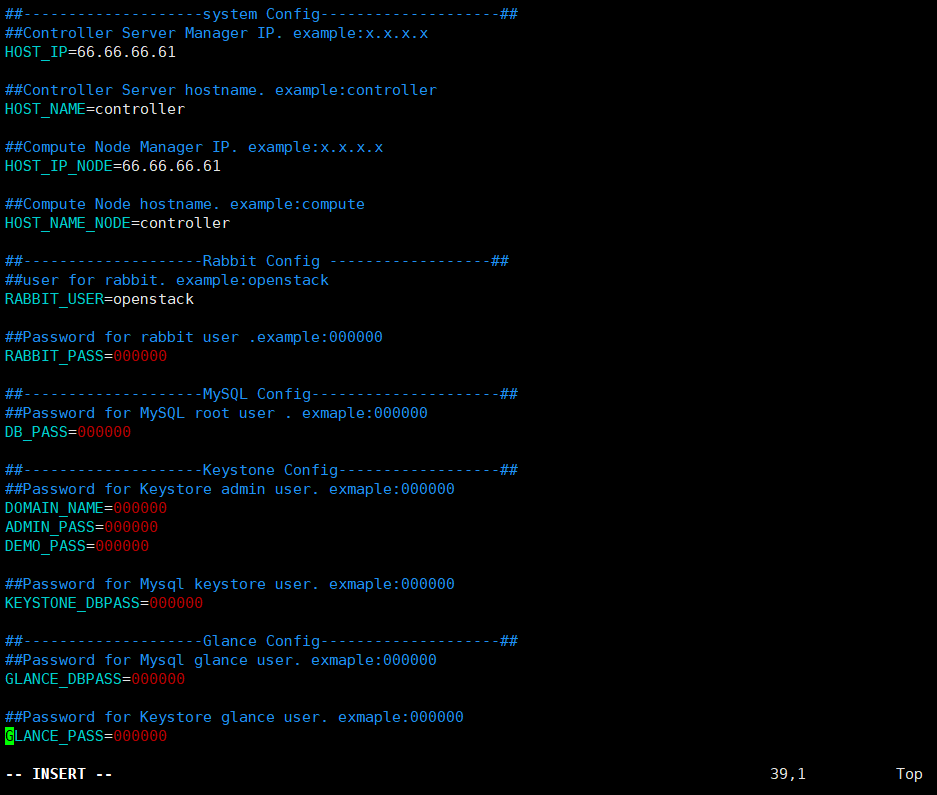 ##--------------------system Config--------------------##
##Controller Server Manager IP. example:x.x.x.x
HOST_IP=66.66.66.61
##Controller Server hostname. example:controller
HOST_NAME=controller
##Compute Node Manager IP. example:x.x.x.x
HOST_IP_NODE=66.66.66.61
##Compute Node hostname. example:compute
HOST_NAME_NODE=controller
##--------------------Rabbit Config ------------------##
##user for rabbit. example:openstack
RABBIT_USER=openstack
##Password for rabbit user .example:000000
RABBIT_PASS=000000
##--------------------MySQL Config---------------------##
##Password for MySQL root user . exmaple:000000
DB_PASS=000000
##--------------------Keystone Config------------------##
##Password for Keystore admin user. exmaple:000000
DOMAIN_NAME=000000
ADMIN_PASS=000000
DEMO_PASS=000000
##Password for Mysql keystore user. exmaple:000000
KEYSTONE_DBPASS=000000
##--------------------Glance Config--------------------##
##Password for Mysql glance user. exmaple:000000
GLANCE_DBPASS=000000
##Password for Keystore glance user. exmaple:000000
GLANCE_PASS=000000
-- INSERT -- 39,1 Top